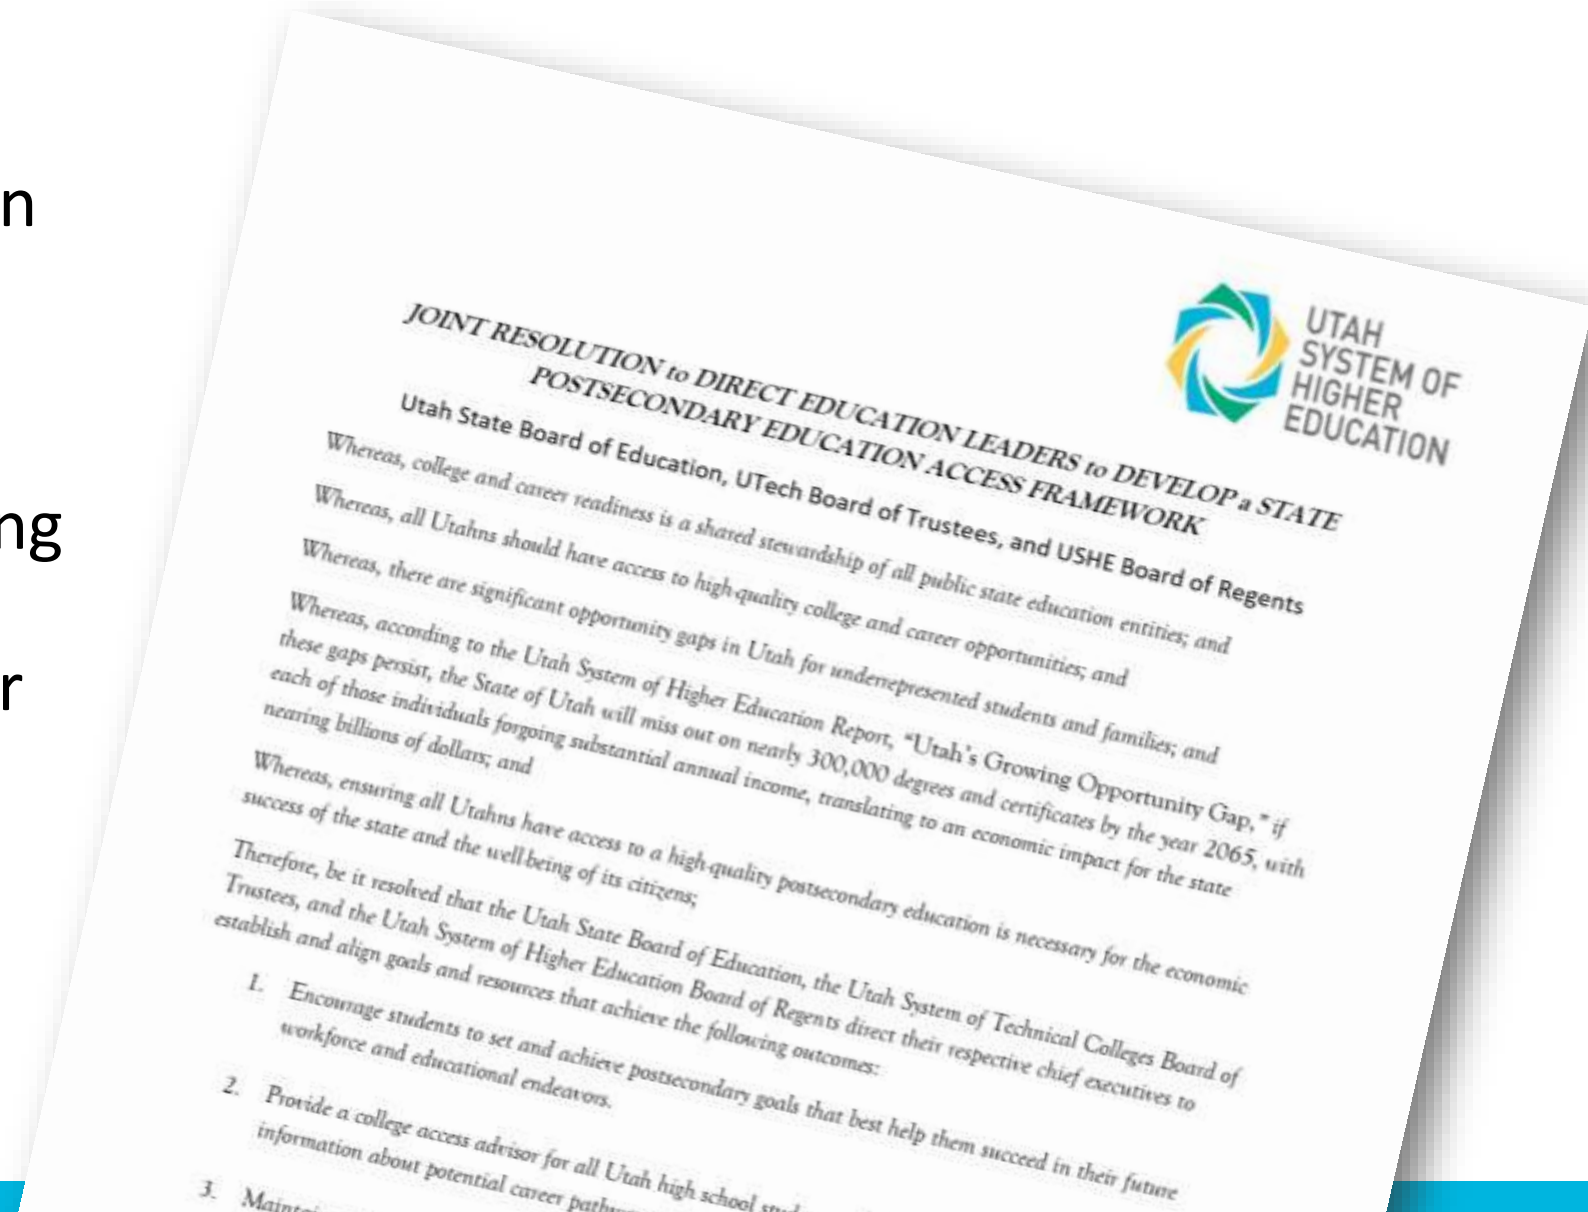 n
ng
r
UTAH
SYSTEM OF
HIGHER
EDUCATION
JOINT RESOLUTION to DIRECT EDUCATION LEADERS to DEVELOP a STATE
POSTSECONDARY EDUCATION ACCESS FRAMEWORK
Utah State Board of Education, UTech Board of Trustees, and USHE Board of Regents
Whereas, college and career readiness is a shared stewardship of all public state education entities; and
Whereas, all Utahns should have access to high-quality college and career opportunities; and
Whereas, there are significant opportunity gaps in Utah for underrepresented students and families; and
Whereas, according to the Utah System of Higher Education Report, “Utah’s Growing Opportunity Gap,” if
these gaps persist, the State of Utah will miss out on nearly 300,000 degrees and certificates by the year 2065, with
each of those individuals forgoing substantial annual income, translating to an economic impact for the state
nearing billions of dollars; and
Whereas, ensuring all Utahns have access to a high-quality postsecondary education is necessary for the economic
success of the state and the well-being of its citizens;
Therefore, be it resolved that the Utah State Board of Education, the Utah System of Technical Colleges Board of
Trustees, and the Utah System of Higher Education Board of Regents direct their respective chief executives to
establish and align goals and resources that achieve the following outcomes:
1. Encourage students to set and achieve postsecondary goals that best help them succeed in their future
workforce and educational endeavors.
2. Provide a college access advisor for all Utah high school
information about potential career
3.